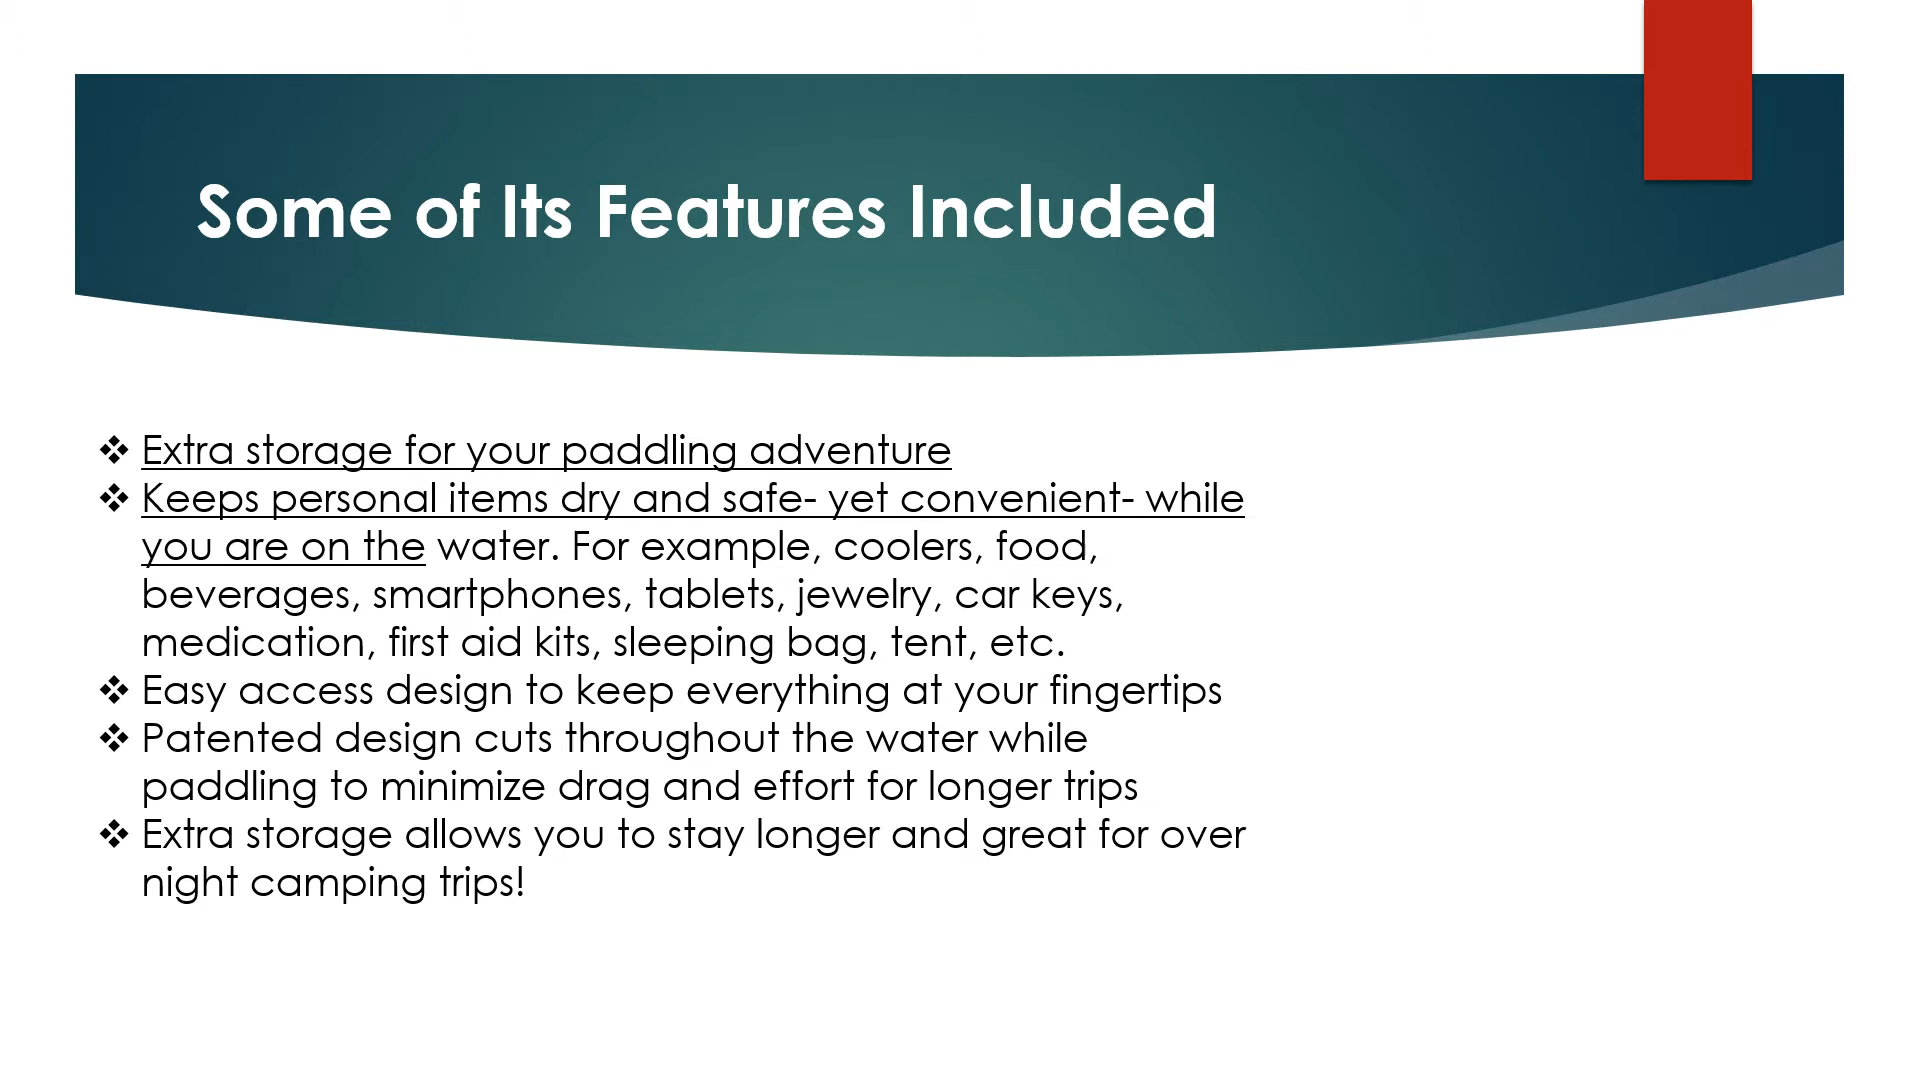 Some of Its Features Included
❖ Extra storage for your paddling adventure
❖ Keeps personal items dry and safe- yet convenient- while
you are on the water. For example, coolers, food,
beverages, smartphones, tablets, jewelry, car keys,
medication, first aid kits, sleeping bag, tent, etc.
❖ Easy access design to keep everything at your fingertips
❖ Patented design cuts throughout the water while
paddling to minimize drag and effort for longer trips
❖ Extra storage allows you to stay longer and great for over
night camping trips!